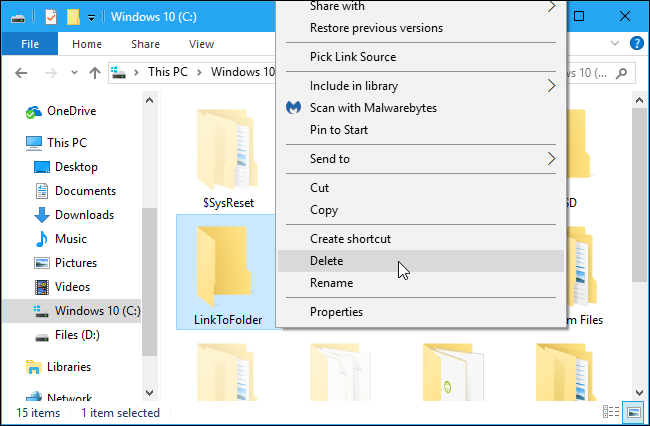 Windows 10 (C:)
File
Home
Share
View
This PC
Windows 10
ws 10 (...
OneDrive
This PC
Desktop
Documents
Downloads
Music
Pictures
Videos
Windows 10 (C:)
Files (D:)
Libraries
Network
$SysReset
LinkToFolder
SD
m Files
Share with
Restore previous versions
Pick Link Source
Include in library
Scan with Malwarebytes
Pin to Start
Send to
Cut
Copy
Create shortcut
Delete
Rename
Properties
15 items
1 item selected